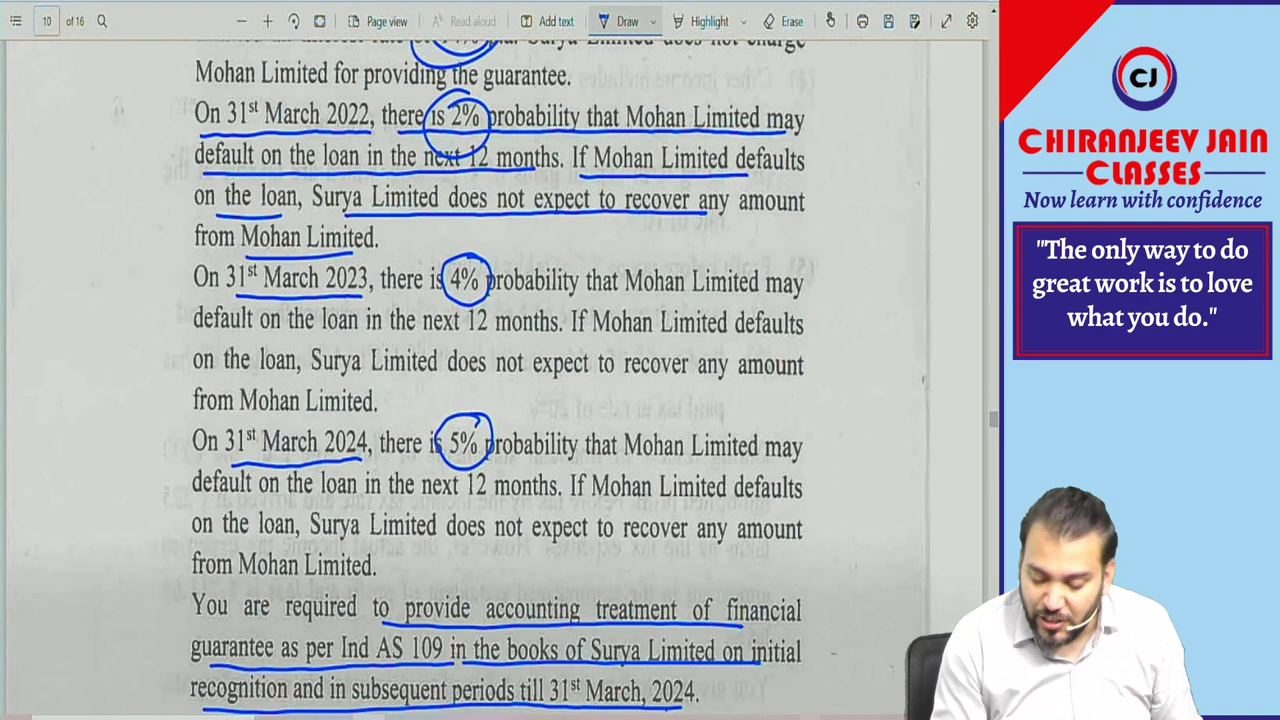 10 of 16
Page view
Read aloud
Add text
Draw
Highlight
Erase
Surya Limited does not charge
Mohan Limited for providing the guarantee.
On 31st March 2022, there is 2% probability that Mohan Limited may
default on the loan in the next 12 months. If Mohan Limited defaults
on the loan, Surya Limited does not expect to recover any amount
from Mohan Limited.
On 31st March 2023, there is 4% probability that Mohan Limited may
default on the loan in the next 12 months. If Mohan Limited defaults
on the loan, Surya Limited does not expect to recover any amount
from Mohan Limited.
On 31st March 2024, there is 5% probability that Mohan Limited may
default on the loan in the next 12 months. If Mohan Limited defaults
on the loan, Surya Limited does not expect to recover any amount
from Mohan Limited.
You are required to provide accounting treatment of financial
guarantee as per Ind AS 109 in the books of Surya Limited on initial
recognition and in subsequent periods till 31st March, 2024.
CJ
CHIRANJEEV JAIN
CLASSES
Now learn with confidence
"The only way to do
great work is to love
what you do."